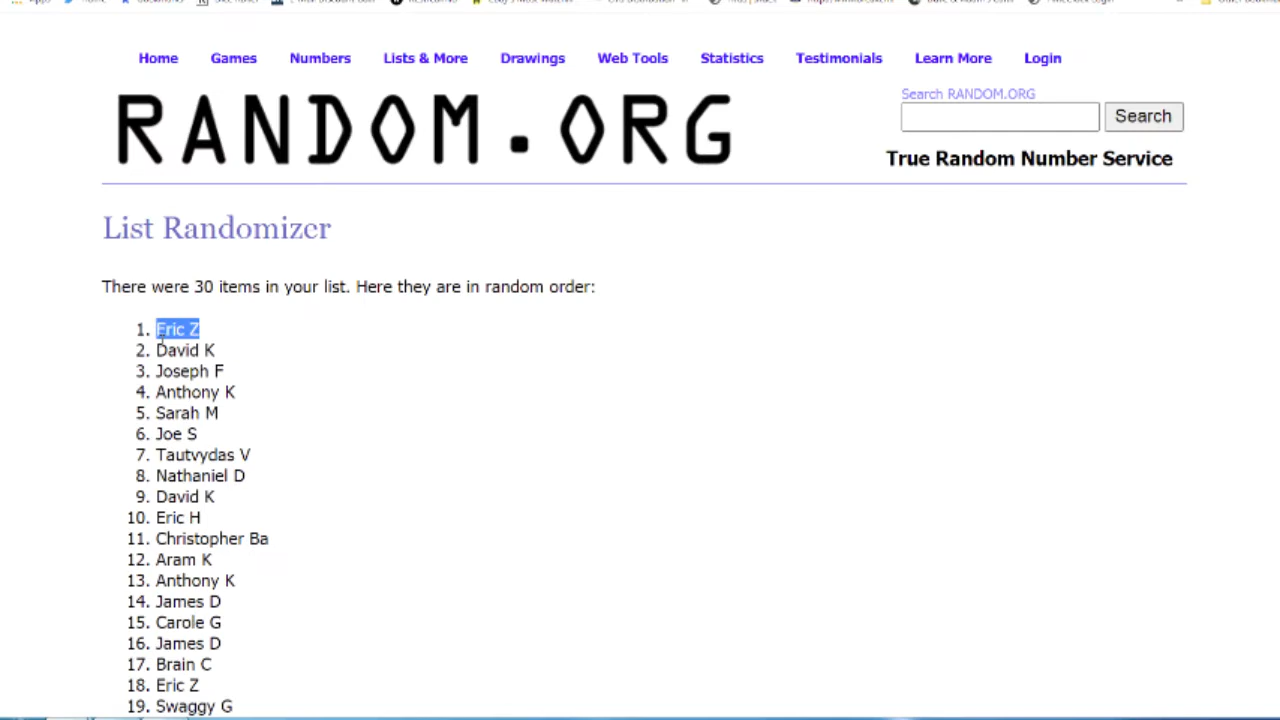 Home Games Numbers Lists & More Drawings Web Tools Statistics Testimonials Learn More Login
RANDOM.ORG
Search RANDOM.ORG
Search
True Random Number Service
List Randomizer
There were 30 items in your list. Here they are in random order:
1. Eric Z
2. David K
3. Joseph F
4. Anthony K
5. Sarah M
6. Joe S
7. Tautvydas V
8. Nathaniel D
9. David K
10. Eric H
11. Christopher Ba
12. Aram K
13. Anthony K
14. James D
15. Carole G
16. James D
17. Brain C
18. Eric Z
19. Swaggy G